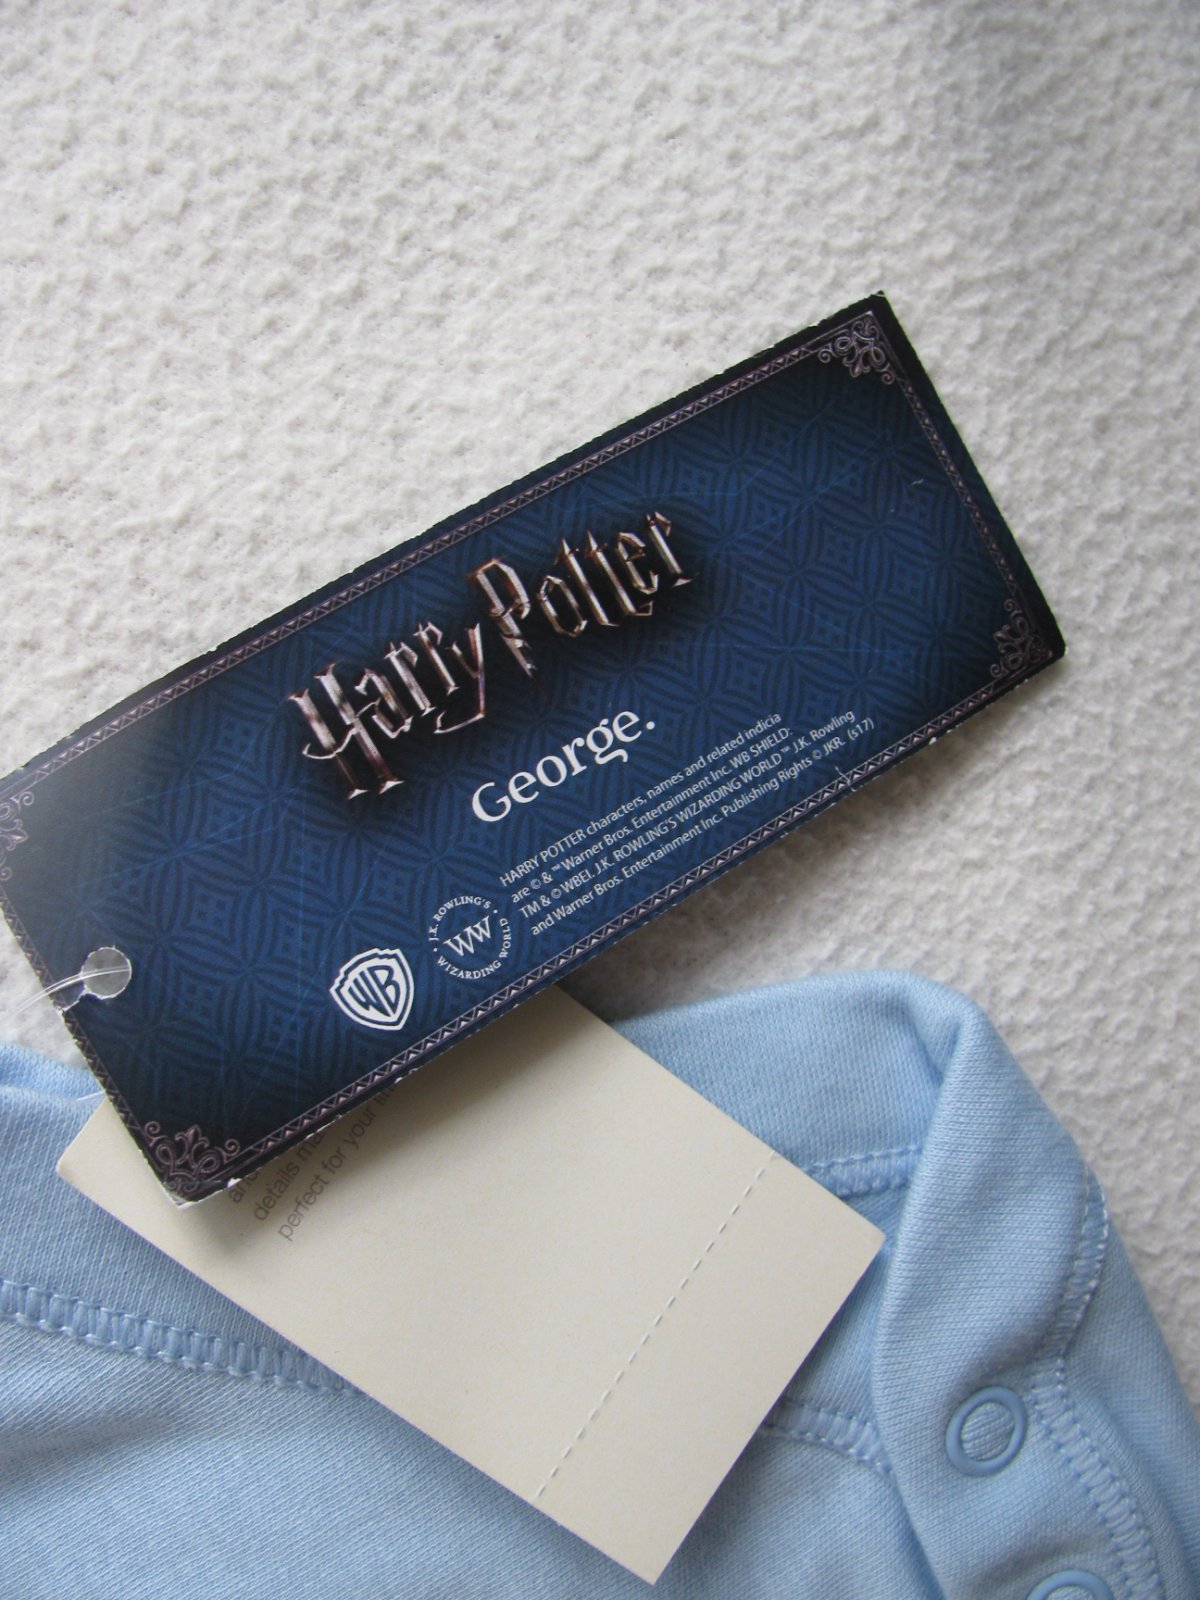 Harry Potter
George.
HARRY POTTER characters, names and related indicia
are © & ™ Warner Bros. Entertainment Inc. WB SHIELD:
TM & © WBEI. J.K. ROWLING'S WIZARDING WORLD™ J.K. Rowling
and Warner Bros. Entertainment Inc. Publishing Rights © JKR. (s17)
WB
J.K. ROWLING'S
WW
WIZARDING WORLD
details
perfect for your